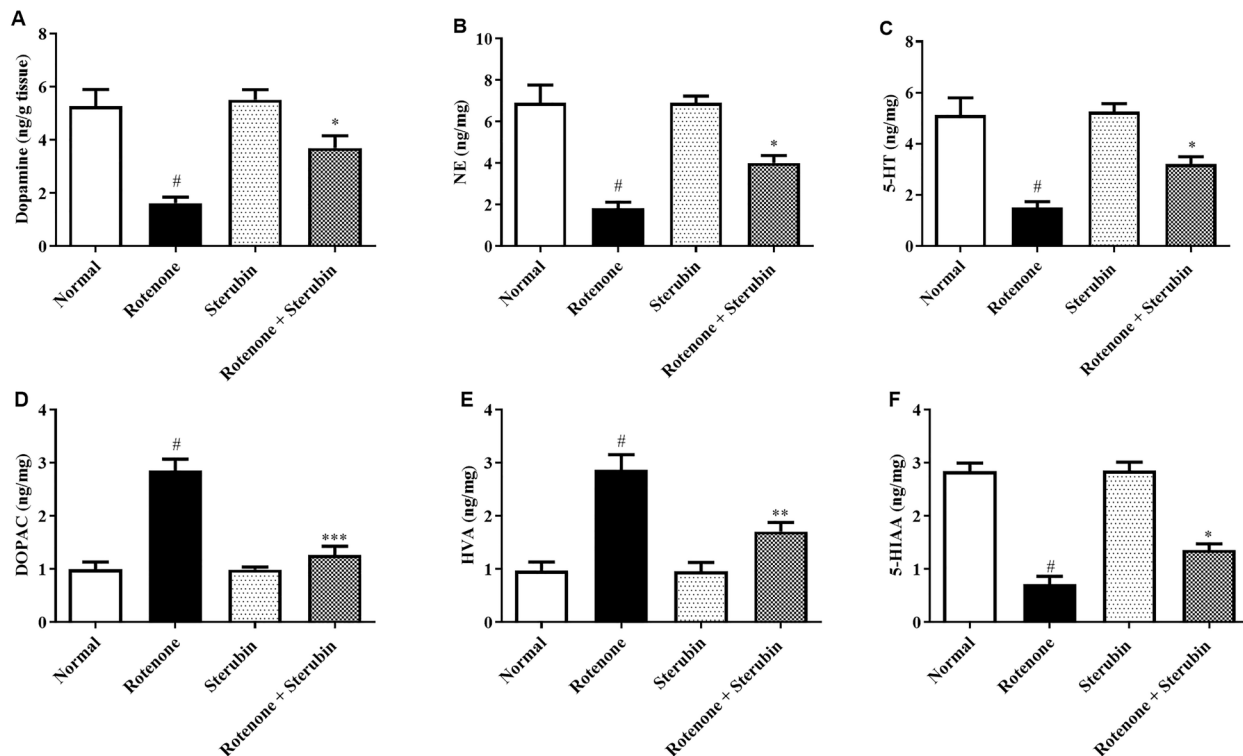 A
Dopamine (ng/g tissue)
8
6
4
2
0
#
*
Normal
Rotenone
Sterubin
Rotenone + Sterubin
B
NE (ng/mg)
10
8
6
4
2
0
#
*
Normal
Rotenone
Sterubin
Rotenone + Sterubin
C
5-HT (ng/mg)
8
6
4
2
0
#
*
Normal
Rotenone
Sterubin
Rotenone + Sterubin
D
DOPAC (ng/mg)
4
3
2
1
0
#
***
Normal
Rotenone
Sterubin
Rotenone + Sterubin
E
HVA (ng/mg)
4
3
2
1
0
#
**
Normal
Rotenone
Sterubin
Rotenone + Sterubin
F
5-HIAA (ng/mg)
4
3
2
1
0
#
*
Normal
Rotenone
Sterubin
Rotenone + Sterubin